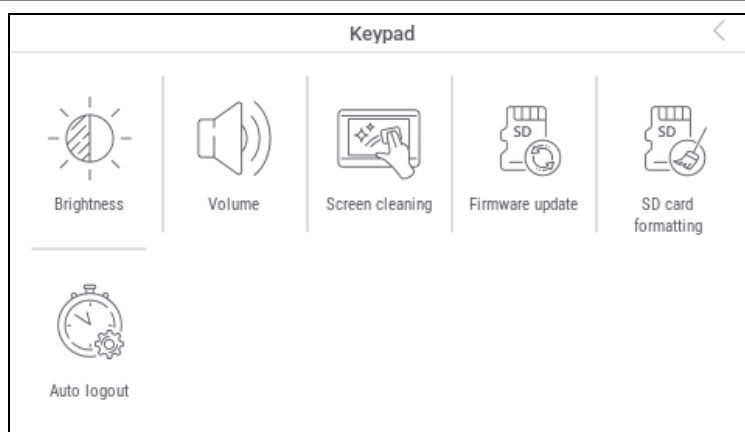 Keypad
SD
SD
Brightness
Volume
Screen cleaning
Firmware update
SD card
formatting
Auto logout